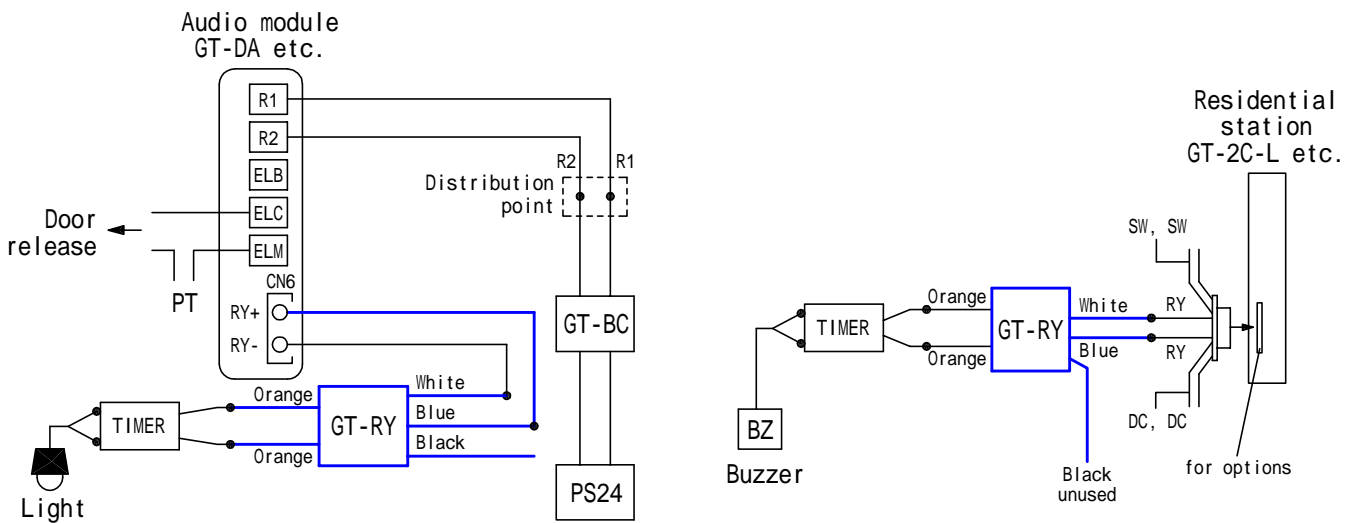 Audio module
GT-DA etc.
R1
R2
ELB
ELC
ELM
CN6
RY+
RY-
Door
release
PT
R2
R1
Distribution
point
GT-BC
PS24
TIMER
Orange
Orange
GT-RY
White
Blue
Black
Light
Residential
station
GT-2C-L etc.
SW, SW
Orange
Orange
TIMER
GT-RY
White
Blue
RY
RY
DC, DC
BZ
Buzzer
Black
unused
for options